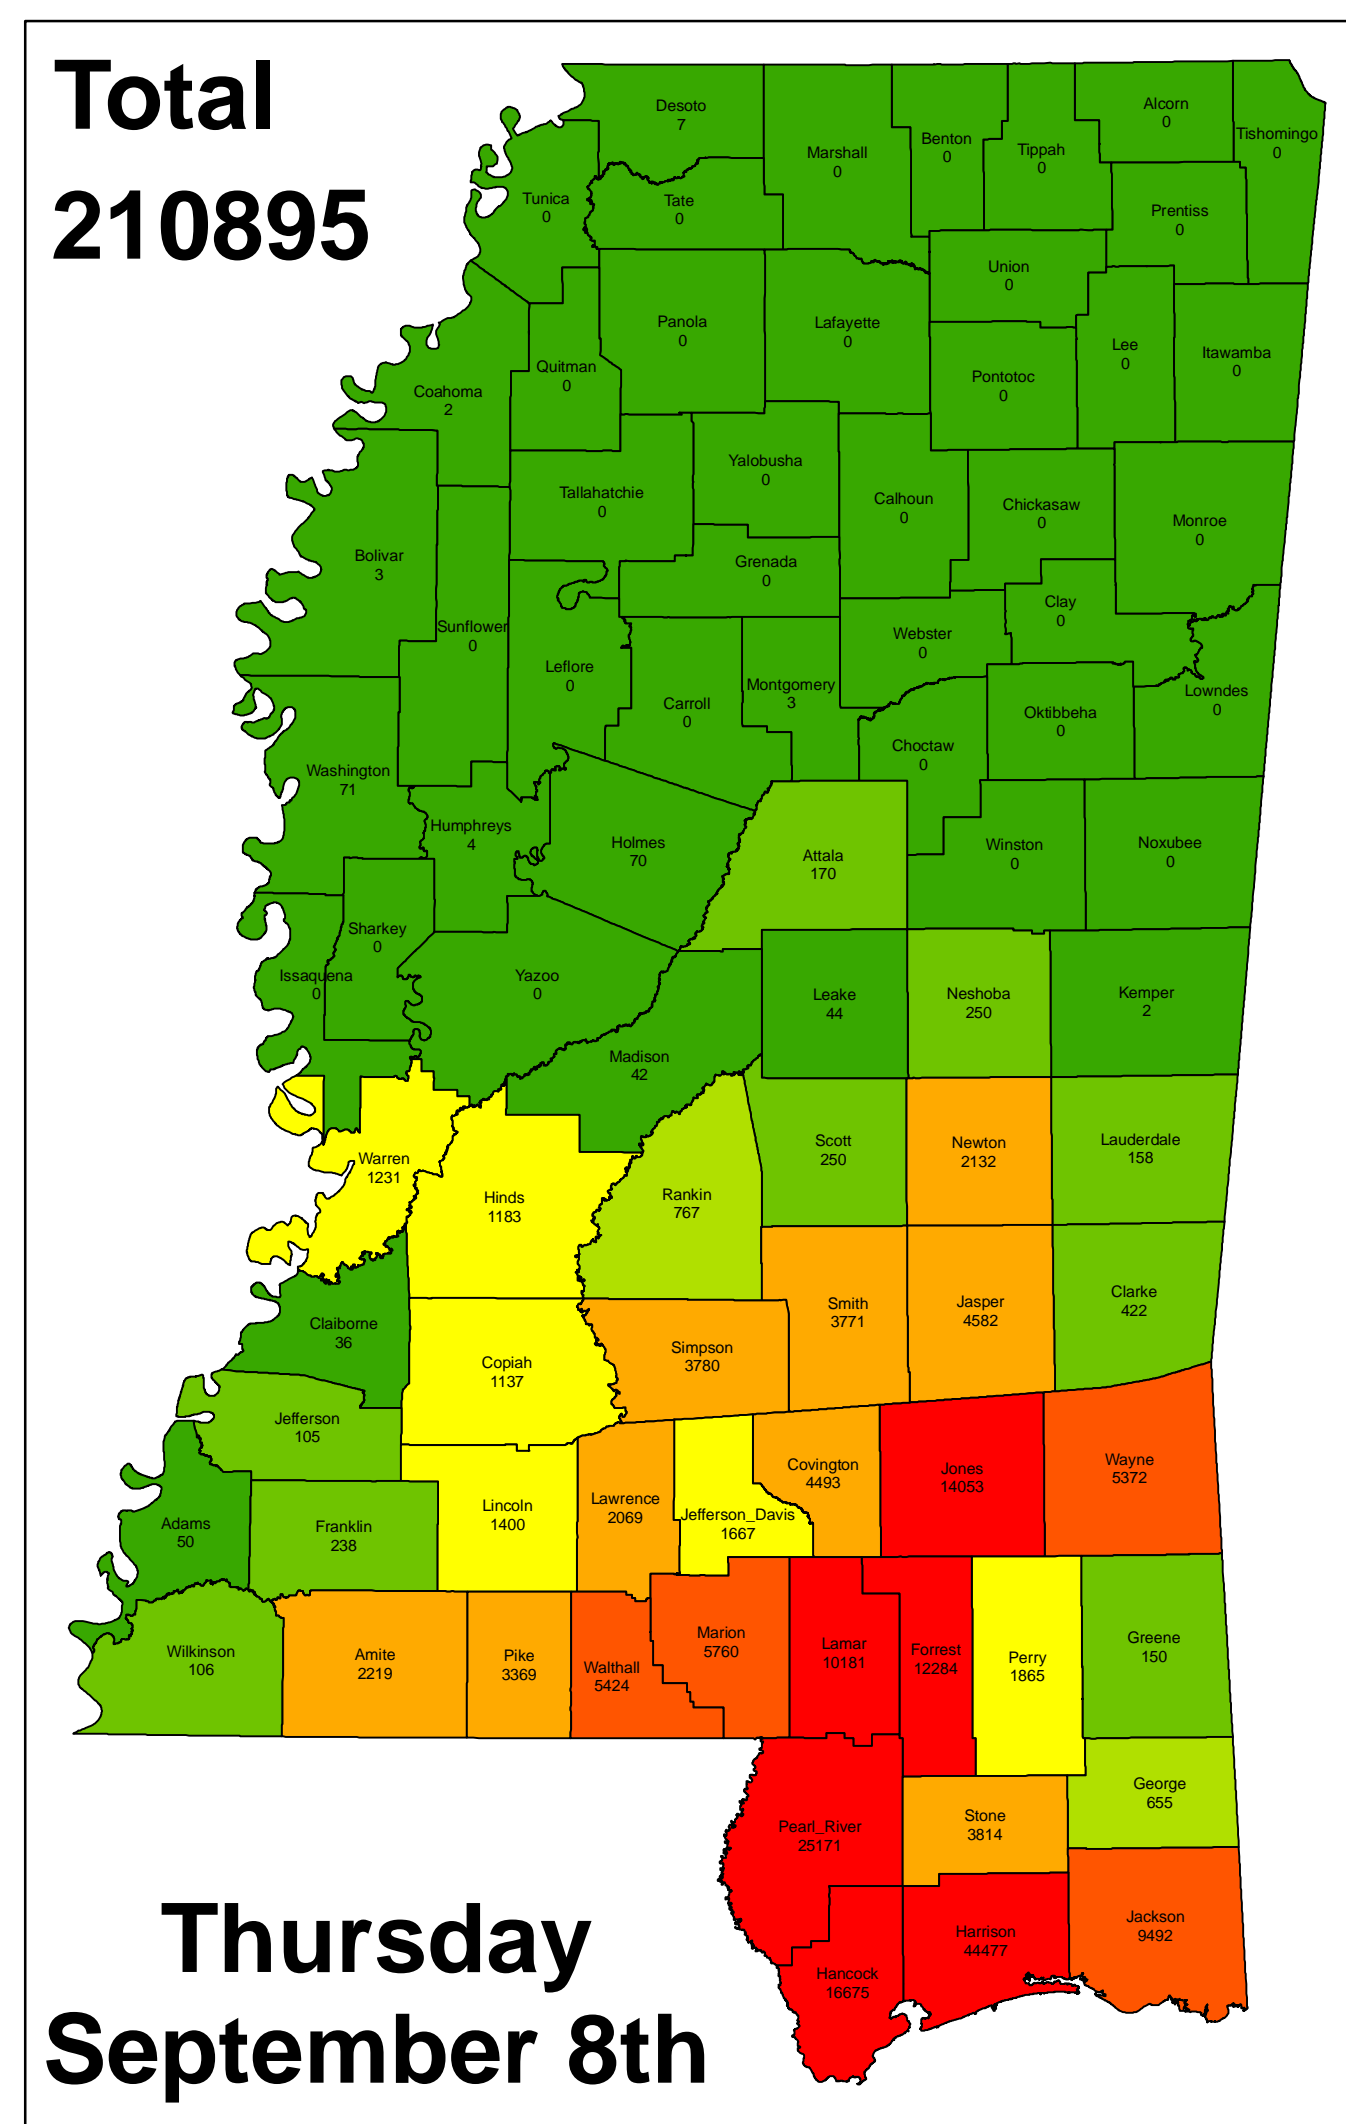 Total
210895
Desoto
7
Marshall
0
Benton
0
Tippah
0
Alcorn
0
Tishomingo
0
Tunica
0
Tate
0
Prentiss
0
Union
0
Panola
0
Lafayette
0
Lee
0
Itawamba
0
Quitman
0
Coahoma
2
Pontotoc
0
Yalobusha
0
Tallahatchie
0
Calhoun
0
Chickasaw
0
Monroe
0
Bolivar
3
Grenada
0
Clay
0
Sunflower
0
Webster
0
Leflore
0
Carroll
0
Montgomery
3
Lowndes
0
Oktibbeha
0
Choctaw
0
Washington
71
Humphreys
4
Holmes
70
Attala
170
Winston
0
Noxubee
0
Sharkey
0
Issaquena
0
Yazoo
0
Leake
44
Neshoba
250
Kemper
2
Madison
42
Warren
1231
Hinds
1183
Rankin
767
Scott
250
Newton
2132
Lauderdale
158
Claiborne
36
Copiah
1137
Simpson
3780
Smith
3771
Jasper
4582
Clarke
422
Jefferson
105
Adams
50
Franklin
238
Lincoln
1400
Lawrence
2069
Jefferson_Davis
1667
Covington
4493
Jones
14053
Wayne
5372
Wilkinson
106
Amite
2219
Pike
3369
Walthall
5424
Marion
5760
Lamar
10181
Forrest
12284
Perry
1865
Greene
150
George
655
Pearl_River
25171
Stone
3814
Jackson
9492
Harrison
44477
Hancock
16675
Thursday
September 8th